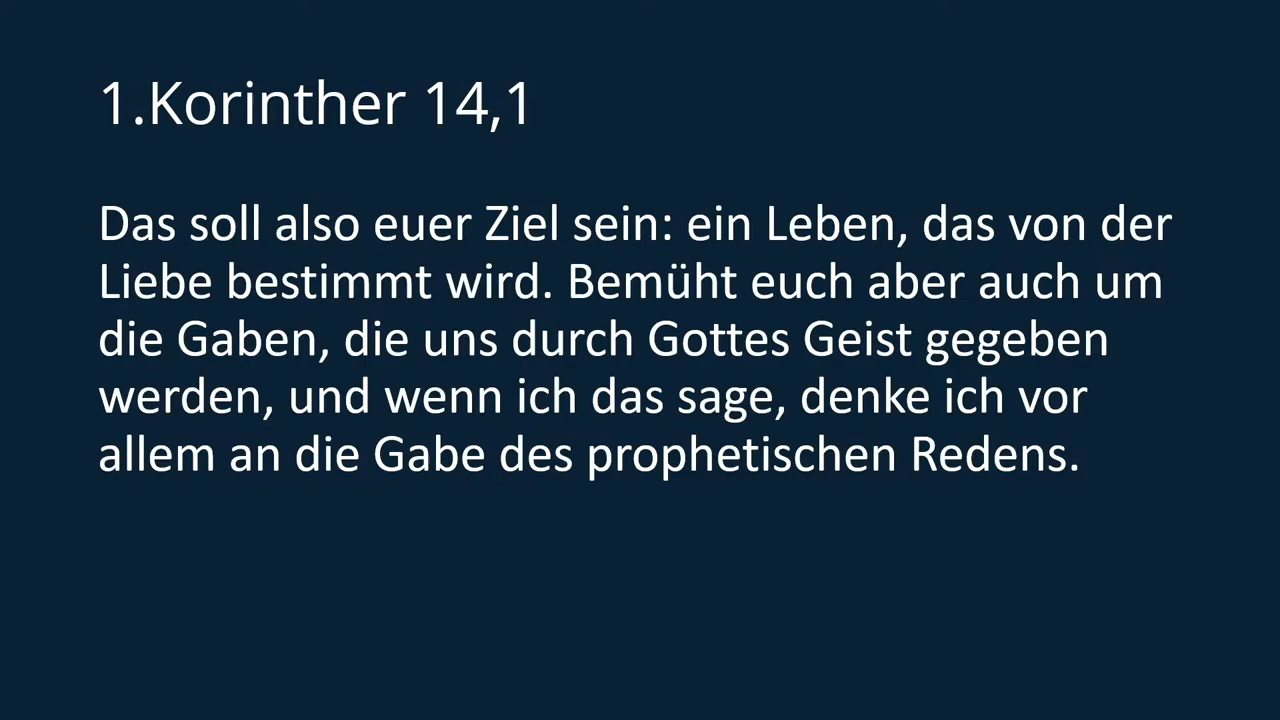 1.Korinther 14,1
Das soll also euer Ziel sein: ein Leben, das von der
Liebe bestimmt wird. Bemüht euch aber auch um
die Gaben, die uns durch Gottes Geist gegeben
werden, und wenn ich das sage, denke ich vor
allem an die Gabe des prophetischen Redens.